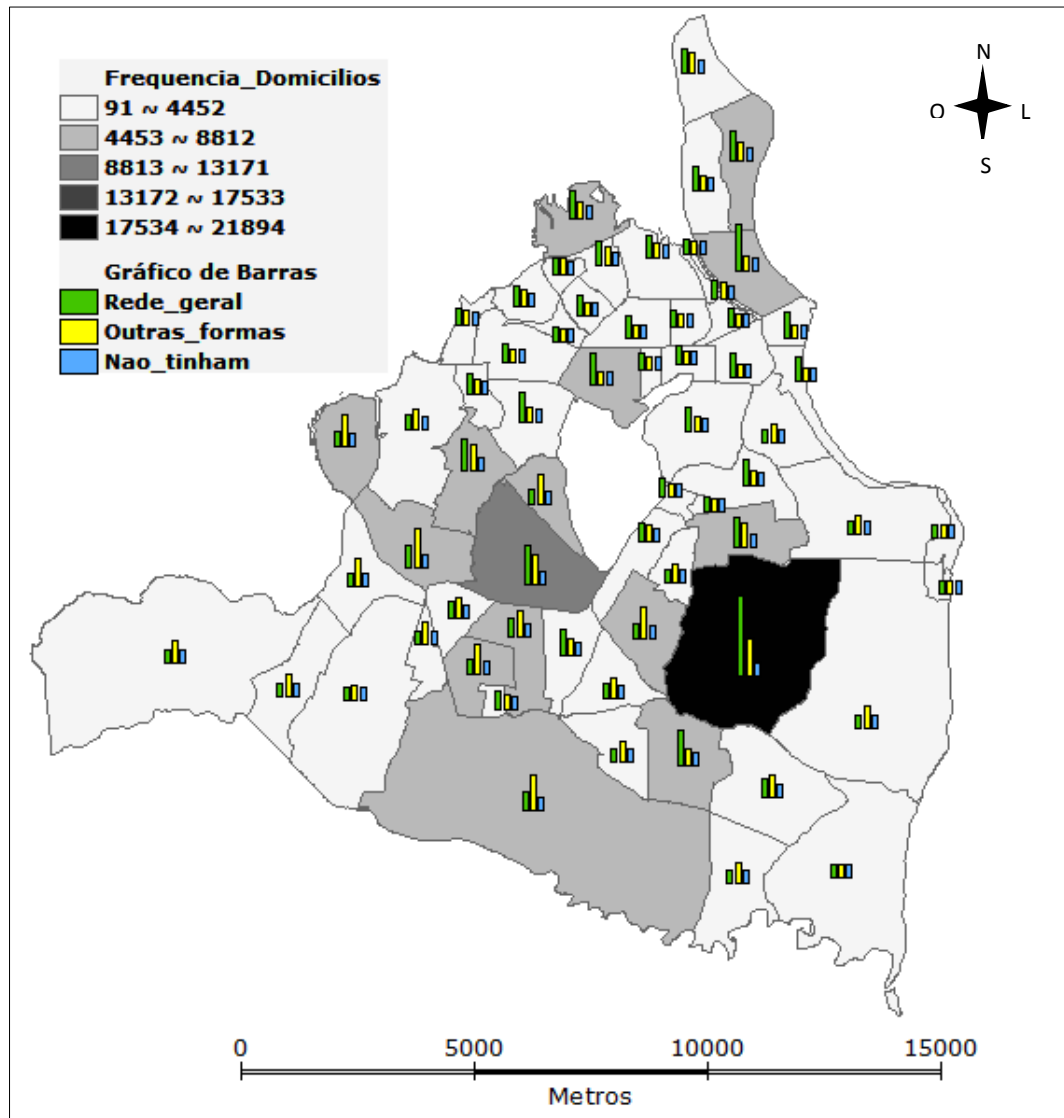 Frequencia_Domicilios
91 ~ 4452
4453 ~ 8812
8813 ~ 13171
13172 ~ 17533
17534 ~ 21894
Gráfico de Barras
Rede_geral
Outras_formas
Nao_tinham
N
O L
S
0 5000 10000 15000
Metros